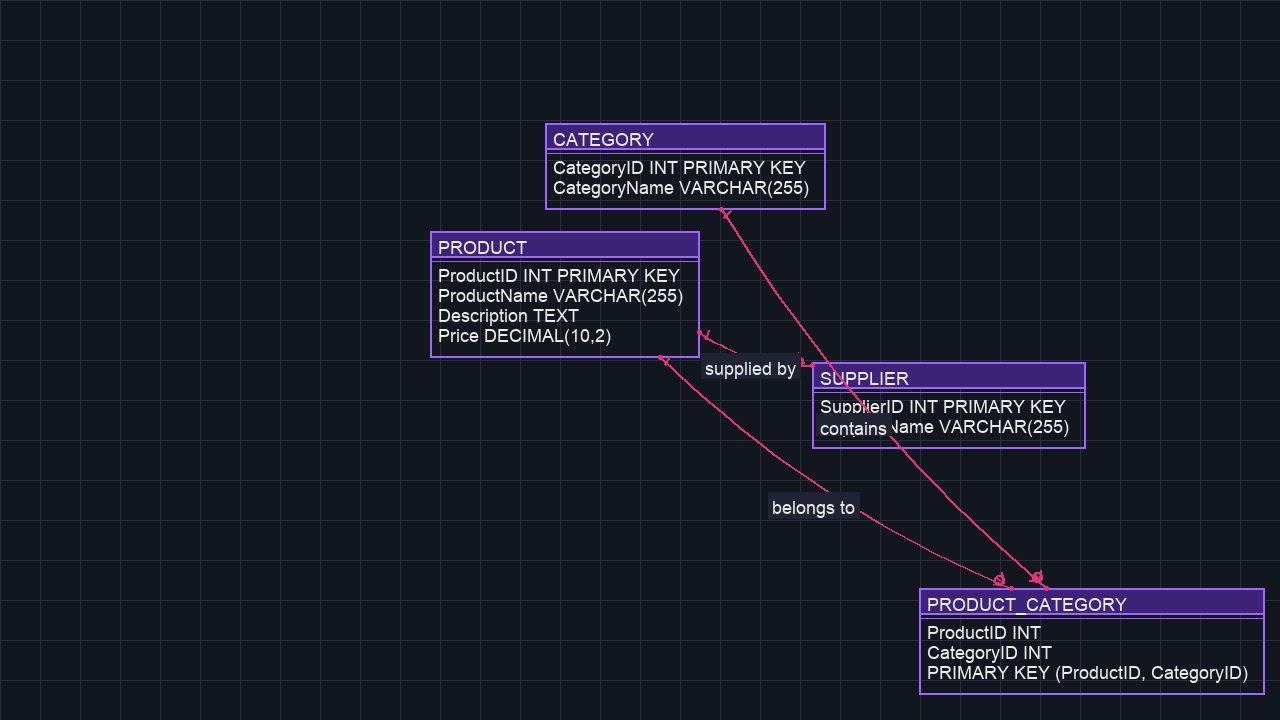 CATEGORY
CategoryID INT PRIMARY KEY
CategoryName VARCHAR(255)
PRODUCT
ProductID INT PRIMARY KEY
ProductName VARCHAR(255)
Description TEXT
Price DECIMAL(10,2)
supplied by
SUPPLIER
SupplierID INT PRIMARY KEY
Name VARCHAR(255)
contains
belongs to
PRODUCT_CATEGORY
ProductID INT
CategoryID INT
PRIMARY KEY (ProductID, CategoryID)